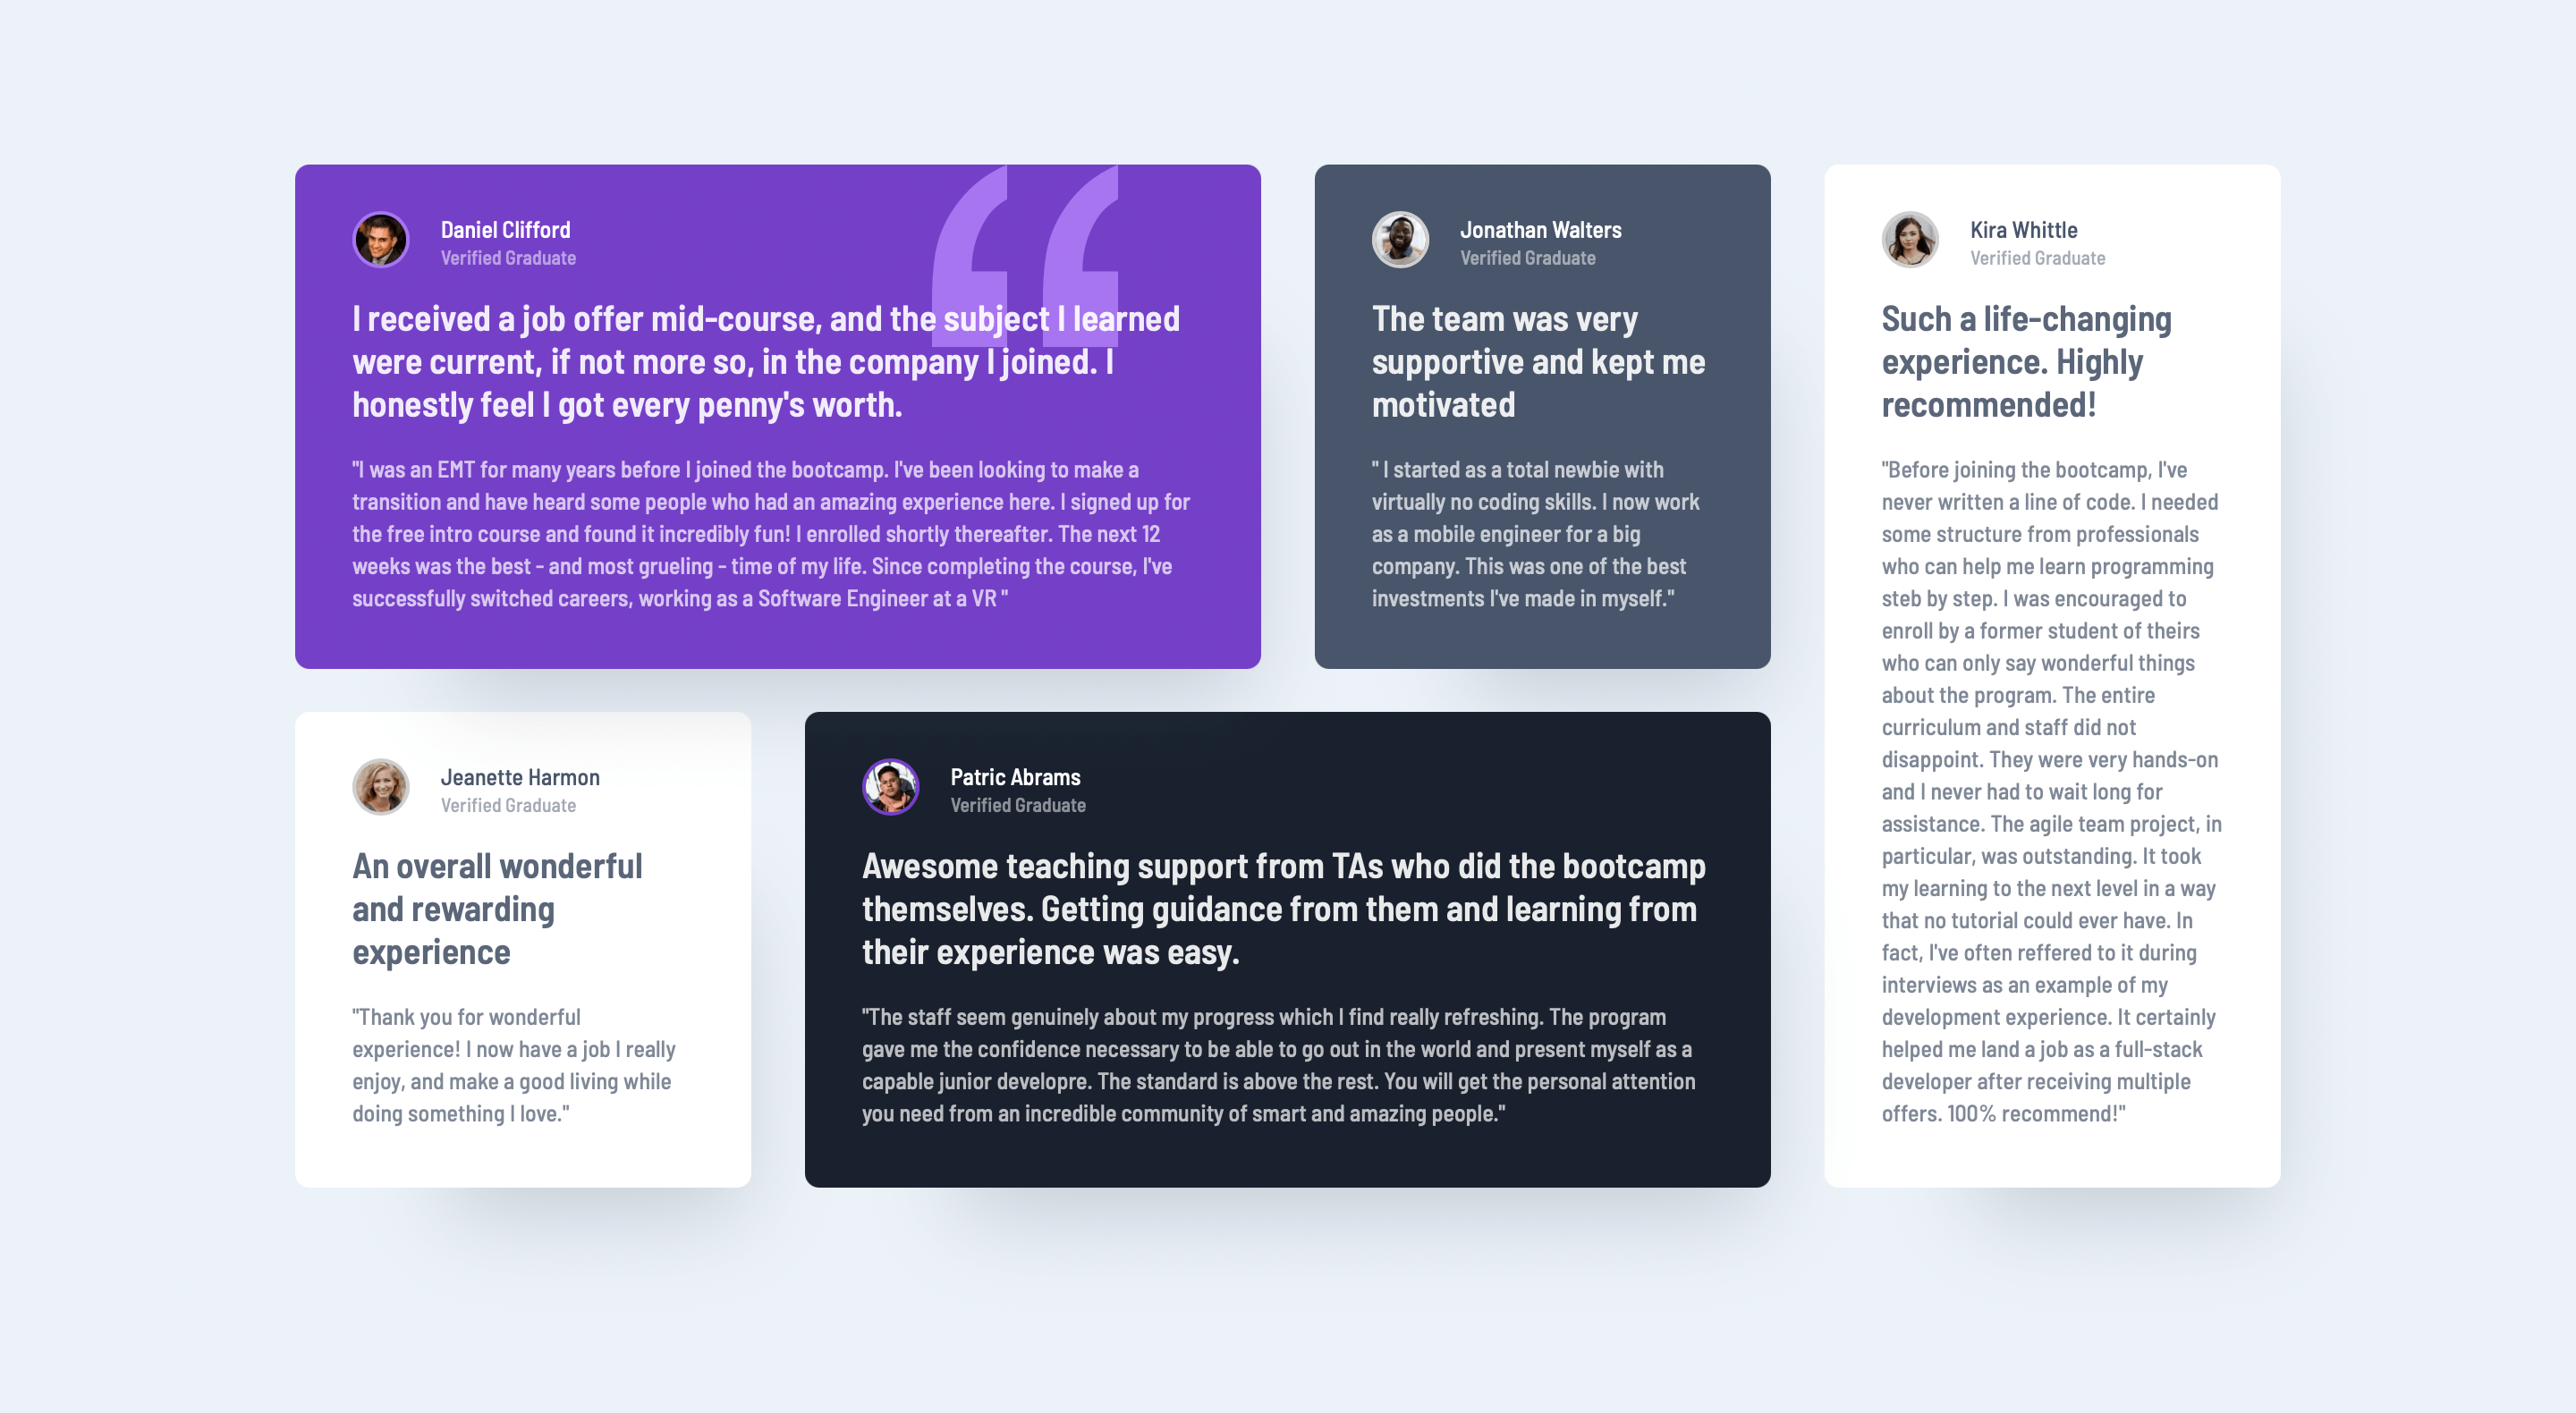 Daniel Clifford
Verified Graduate
I received a job offer mid-course, and the subject I learned
were current, if not more so, in the company I joined. I
honestly feel I got every penny's worth.
"I was an EMT for many years before I joined the bootcamp. I've been looking to make a
transition and have heard some people who had an amazing experience here. I signed up for
the free intro course and found it incredibly fun! I enrolled shortly thereafter. The next 12
weeks was the best - and most grueling - time of my life. Since completing the course, I've
successfully switched careers, working as a Software Engineer at a VR "
Jonathan Walters
Verified Graduate
The team was very
supportive and kept me
motivated
" I started as a total newbie with
virtually no coding skills. I now work
as a mobile engineer for a big
company. This was one of the best
investments I've made in myself."
Kira Whittle
Verified Graduate
Such a life-changing
experience. Highly
recommended!
"Before joining the bootcamp, I've
never written a line of code. I needed
some structure from professionals
who can help me learn programming
steb by step. I was encouraged to
enroll by a former student of theirs
who can only say wonderful things
about the program. The entire
curriculum and staff did not
disappoint. They were very hands-on
and I never had to wait long for
assistance. The agile team project, in
particular, was outstanding. It took
my learning to the next level in a way
that no tutorial could ever have. In
fact, I've often reffered to it during
interviews as an example of my
development experience. It certainly
helped me land a job as a full-stack
developer after receiving multiple
offers. 100% recommend!"
Jeanette Harmon
Verified Graduate
An overall wonderful
and rewarding
experience
"Thank you for wonderful
experience! I now have a job I really
enjoy, and make a good living while
doing something I love."
Patric Abrams
Verified Graduate
Awesome teaching support from TAs who did the bootcamp
themselves. Getting guidance from them and learning from
their experience was easy.
"The staff seem genuinely about my progress which I find really refreshing. The program
gave me the confidence necessary to be able to go out in the world and present myself as a
capable junior developre. The standard is above the rest. You will get the personal attention
you need from an incredible community of smart and amazing people."